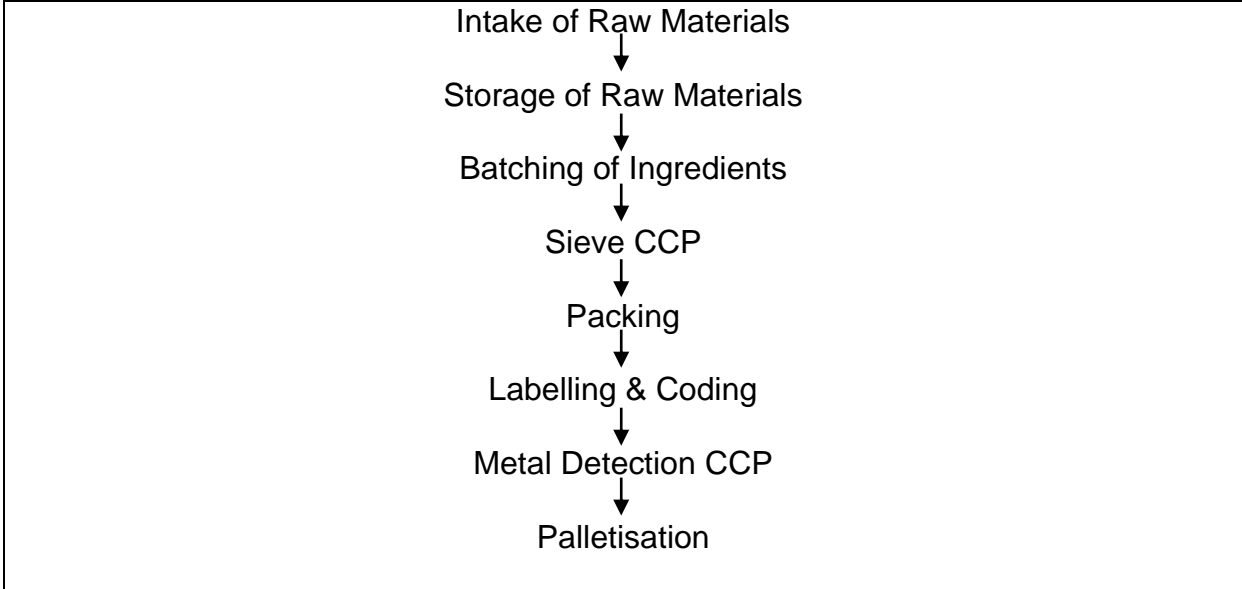 Intake of Raw Materials
Storage of Raw Materials
Batching of Ingredients
Sieve CCP
Packing
Labelling & Coding
Metal Detection CCP
Palletisation